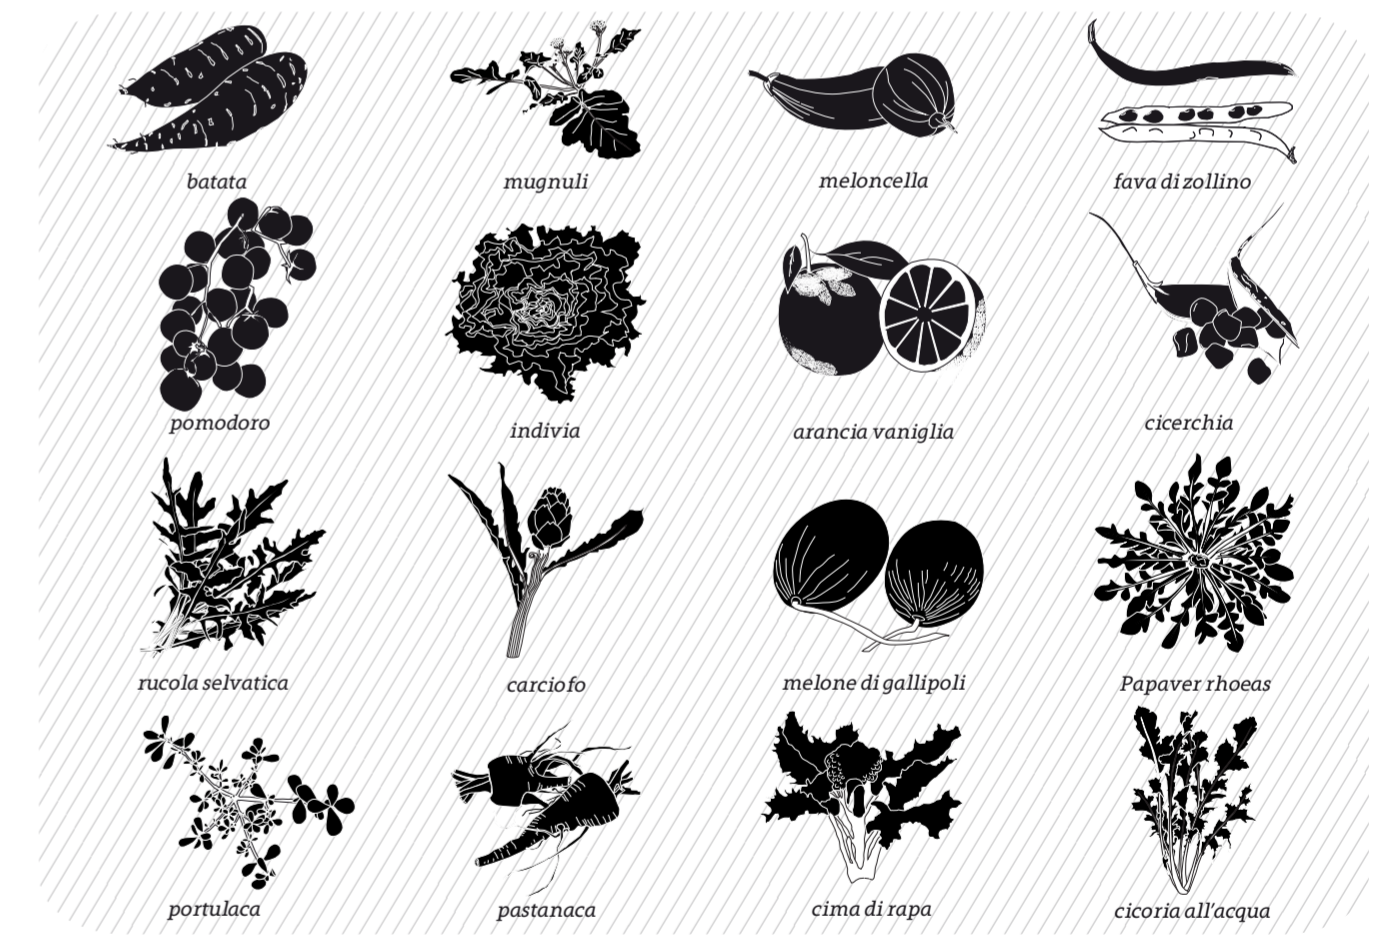 batata
mugnuli
meloncella
fava di zollino
pomodoro
indivia
arancia vaniglia
cicerchia
rucola selvatica
carciofo
melone di gallipoli
Papaver rhoeas
portulaca
pastanaca
cima di rapa
cicoria all'acqua